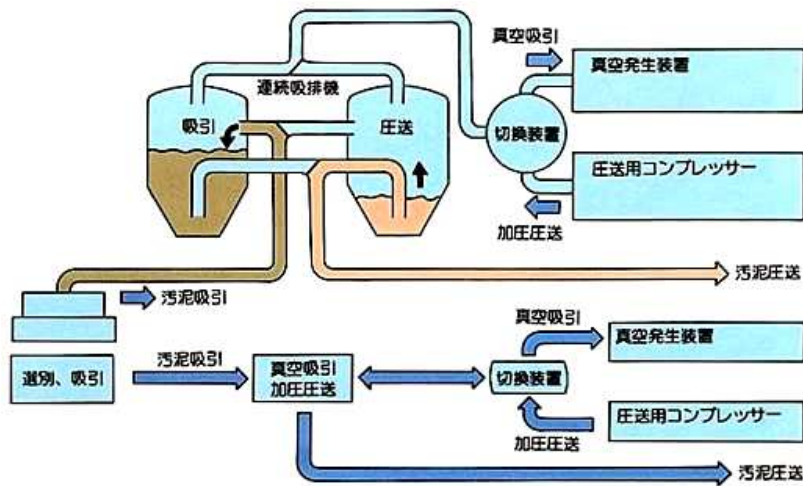 真空吸引
真空発生装置
連続吸排機
吸引
圧送
切換装置
圧送用コンプレッサー
加圧圧送
汚泥圧送
汚泥吸引
真空吸引
真空発生装置
選別、吸引
汚泥吸引
真空吸引
加圧圧送
切換装置
圧送用コンプレッサー
加圧圧送
汚泥圧送